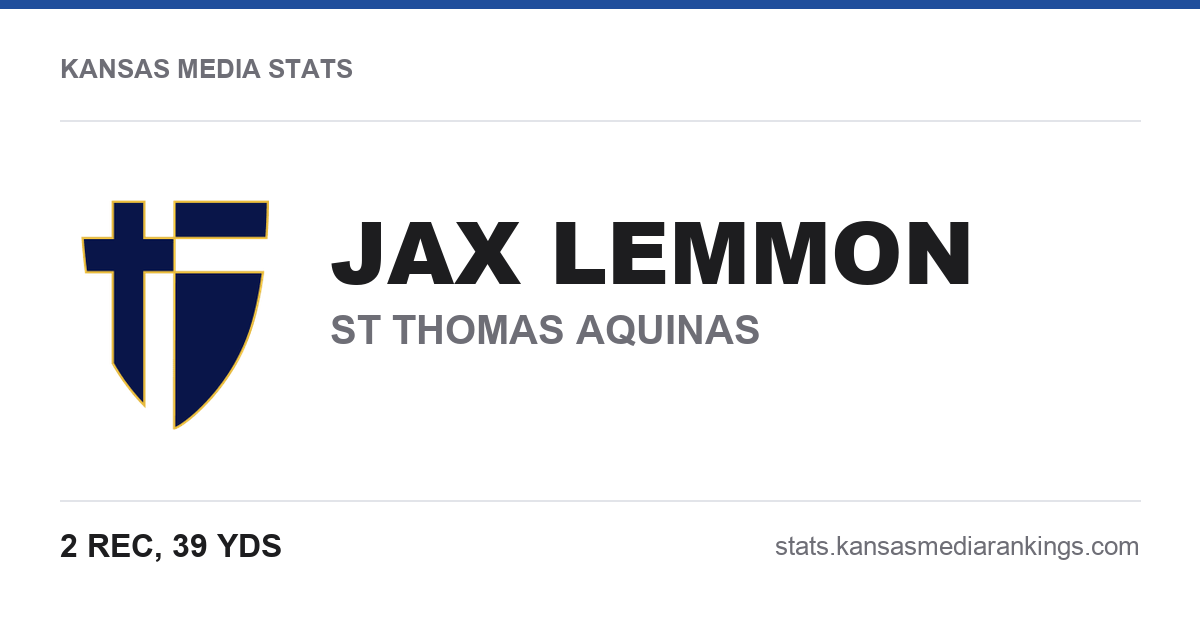 KANSAS MEDIA STATS
JAX LEMMON
ST THOMAS AQUINAS
2 REC, 39 YDS
stats.kansasmediarankings.com